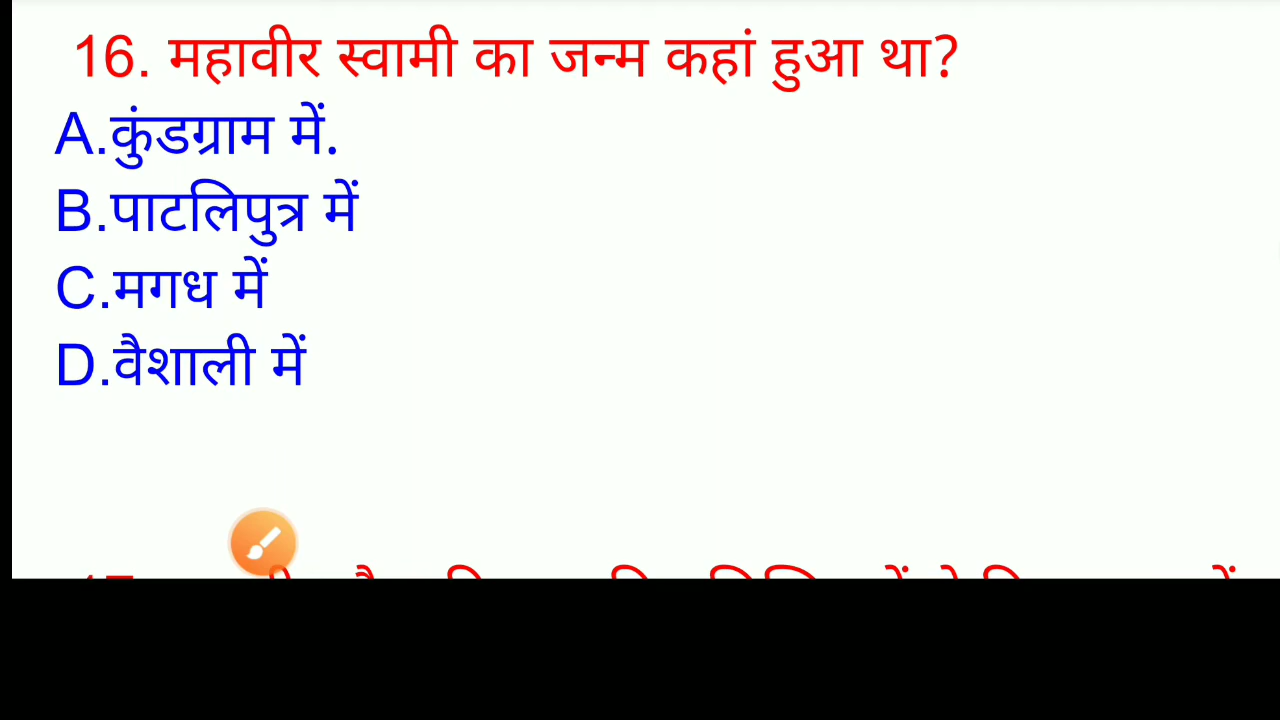 16. महावीर स्वामी का जन्म कहां हुआ था?
A.कुंडग्राम में.
B.पाटलिपुत्र में
C.मगध में
D.वैशाली में